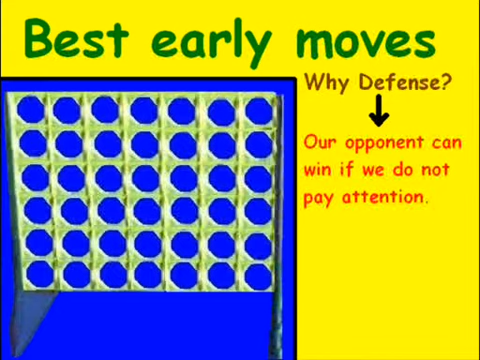 Best early moves
Why Defense?
Our opponent can
win if we do not
pay attention.